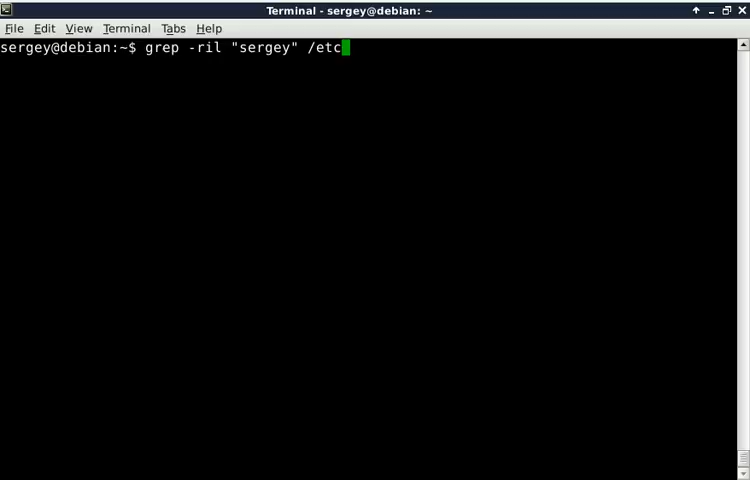 Terminal - sergey@debian: ~
File Edit View Terminal Tabs Help
sergey@debian:~$ grep -ril "sergey" /etc